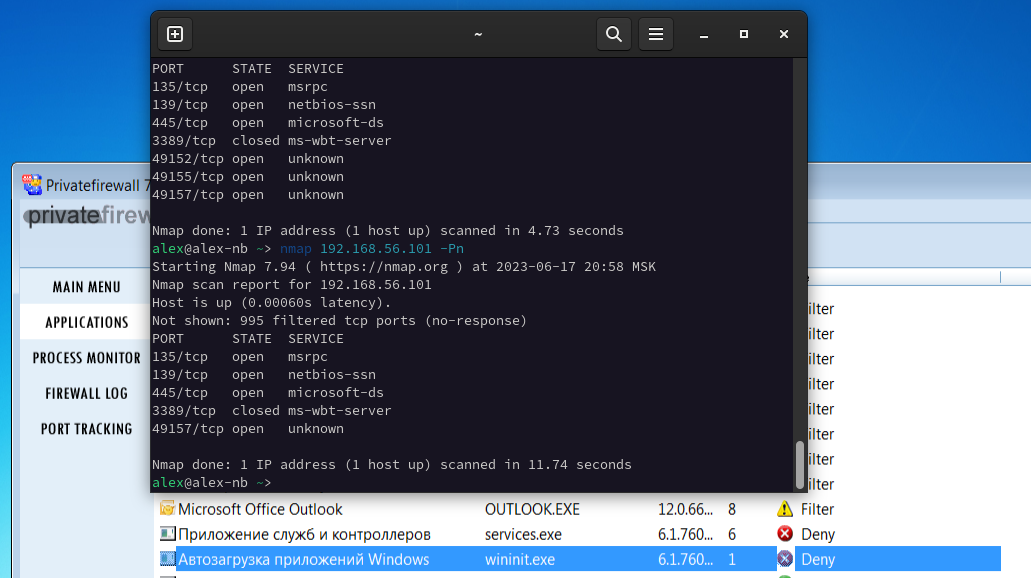 ~
PORT STATE SERVICE
135/tcp open msrpc
139/tcp open netbios-ssn
445/tcp open microsoft-ds
3389/tcp closed ms-wbt-server
49152/tcp open unknown
49155/tcp open unknown
49157/tcp open unknown
Nmap done: 1 IP address (1 host up) scanned in 4.73 seconds
alex@alex-nb ~> nmap 192.168.56.101 -Pn
Starting Nmap 7.94 ( https://nmap.org ) at 2023-06-17 20:58 MSK
Nmap scan report for 192.168.56.101
Host is up (0.00060s latency).
Not shown: 995 filtered tcp ports (no-response)
PORT STATE SERVICE
135/tcp open msrpc
139/tcp open netbios-ssn
445/tcp open microsoft-ds
3389/tcp closed ms-wbt-server
49157/tcp open unknown
Nmap done: 1 IP address (1 host up) scanned in 11.74 seconds
alex@alex-nb ~>
Privatefirewall 7
privatefirew
MAIN MENU
APPLICATIONS
PROCESS MONITOR
FIREWALL LOG
PORT TRACKING
ilter
ilter
ilter
ilter
ilter
ilter
ilter
ilter
Microsoft Office Outlook OUTLOOK.EXE 12.0.66... 8 Filter
Приложение служб и контроллеров services.exe 6.1.760... 6 Deny
Автозагрузка приложений Windows wininit.exe 6.1.760... 1 Deny